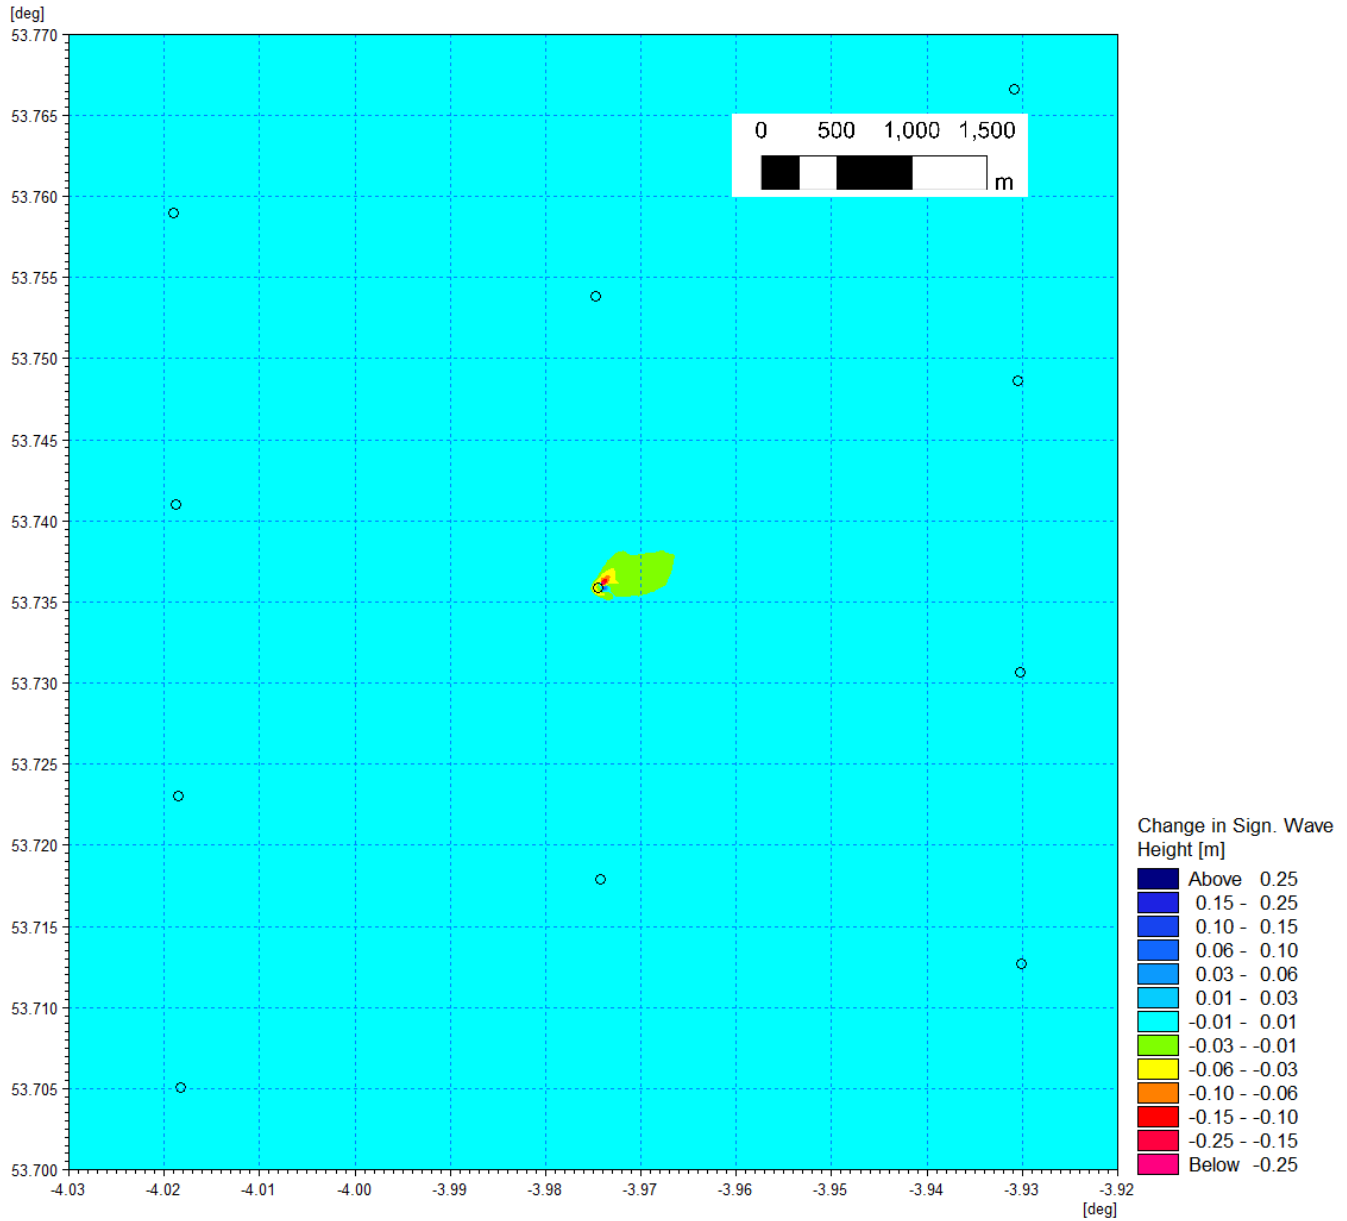 [deg]
53.770
53.765
53.760
53.755
53.750
53.745
53.740
53.735
53.730
53.725
53.720
53.715
53.710
53.705
53.700
0 500 1,000 1,500
m
Change in Sign. Wave
Height [m]
Above 0.25
0.15 - 0.25
0.10 - 0.15
0.06 - 0.10
0.03 - 0.06
0.01 - 0.03
-0.01 - 0.01
-0.03 - -0.01
-0.06 - -0.03
-0.10 - -0.06
-0.15 - -0.10
-0.25 - -0.15
Below -0.25
-4.03 -4.02 -4.01 -4.00 -3.99 -3.98 -3.97 -3.96 -3.95 -3.94 -3.93 -3.92
[deg]